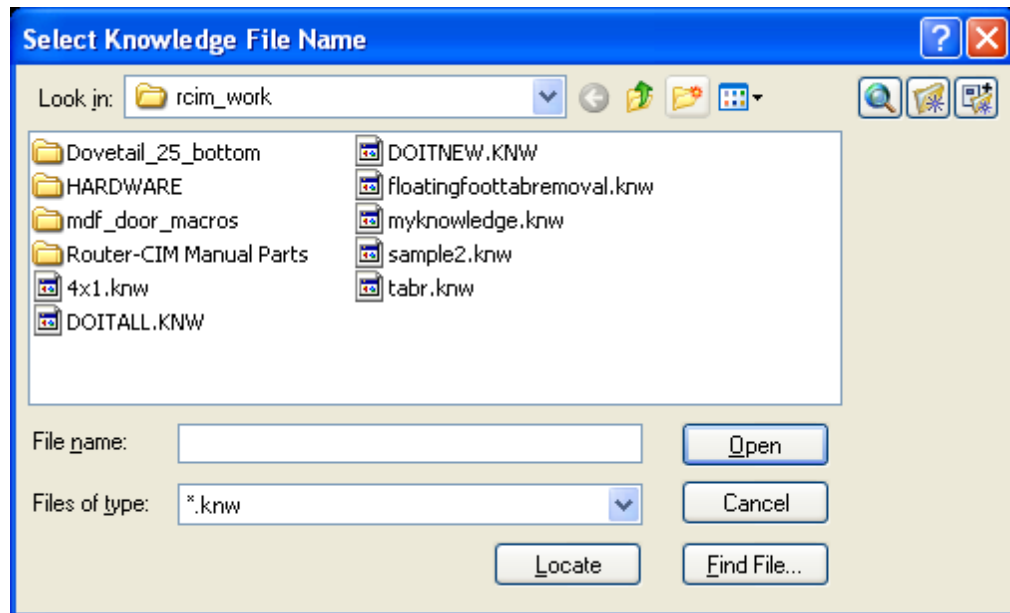 Select Knowledge File Name
Look in: rcim_work
Dovetail_25_bottom
HARDWARE
mdf_door_macros
Router-CIM Manual Parts
4x1.knw
DOITALL.KNW
DOITNEW.KNW
floatingfoottabremoval.knw
myknowledge.knw
sample2.knw
tabr.knw
File name:
Open
Files of type: *.knw
Cancel
Locate
Find File...